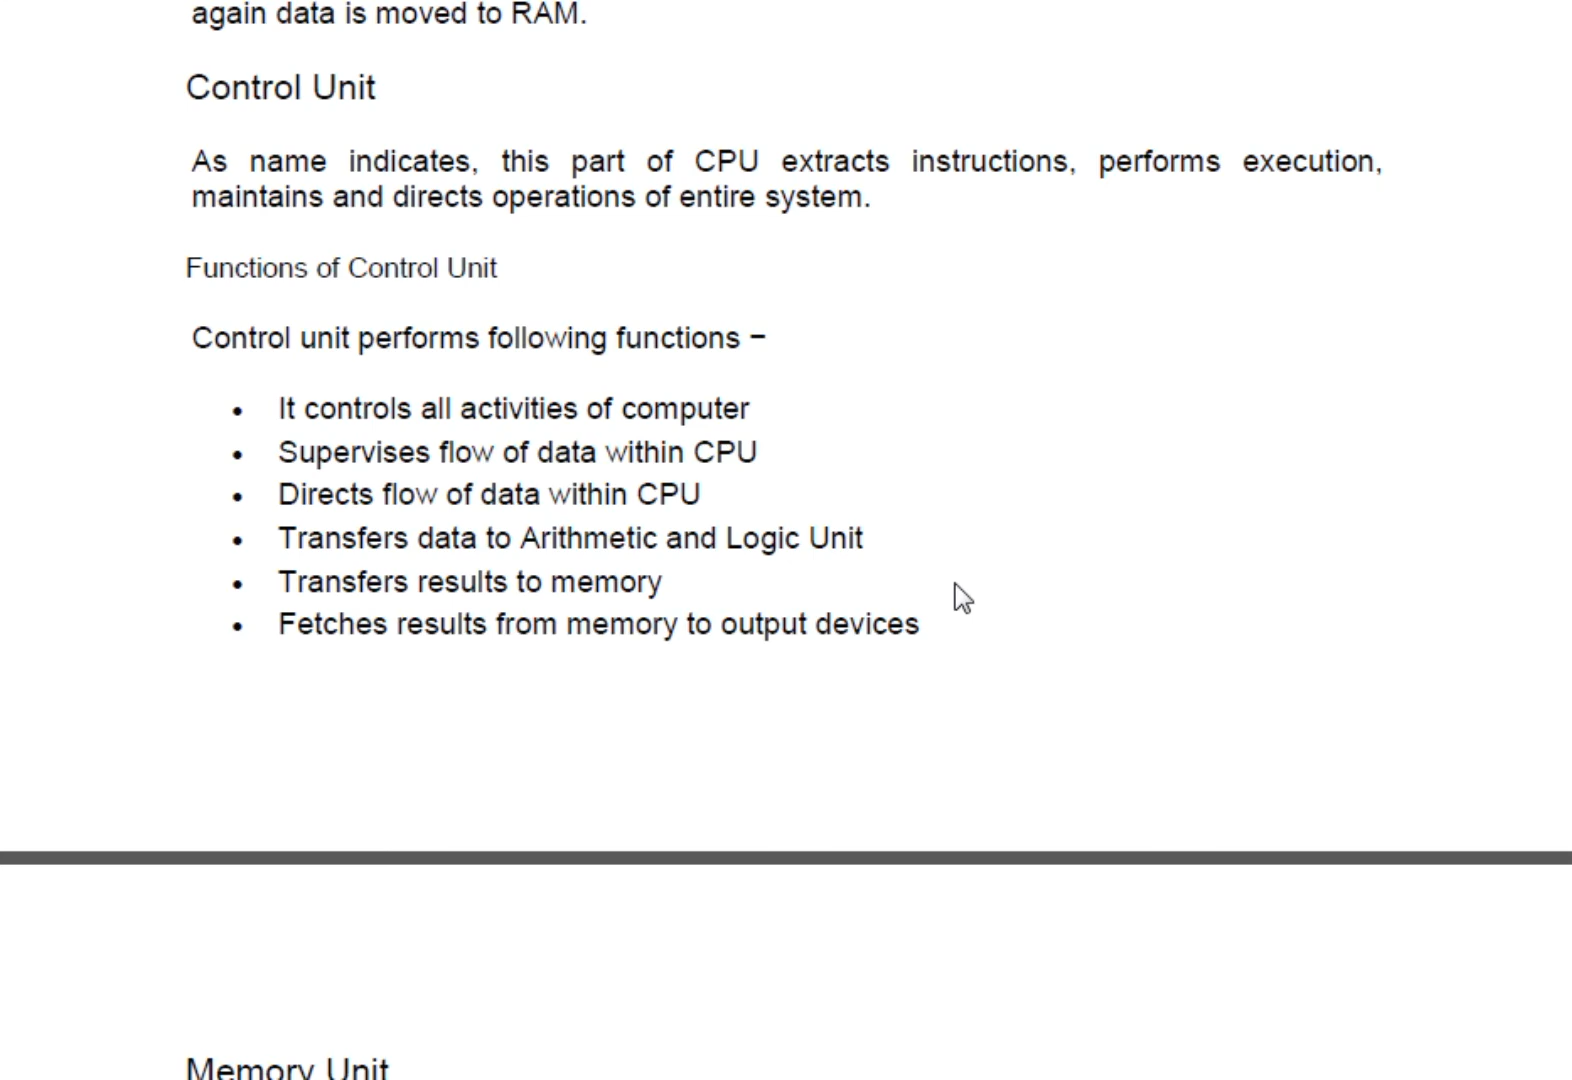 again data is moved to RAM.
Control Unit
As name indicates, this part of CPU extracts instructions, performs execution,
maintains and directs operations of entire system.
Functions of Control Unit
Control unit performs following functions −
• It controls all activities of computer
• Supervises flow of data within CPU
• Directs flow of data within CPU
• Transfers data to Arithmetic and Logic Unit
• Transfers results to memory
• Fetches results from memory to output devices
Memory Unit